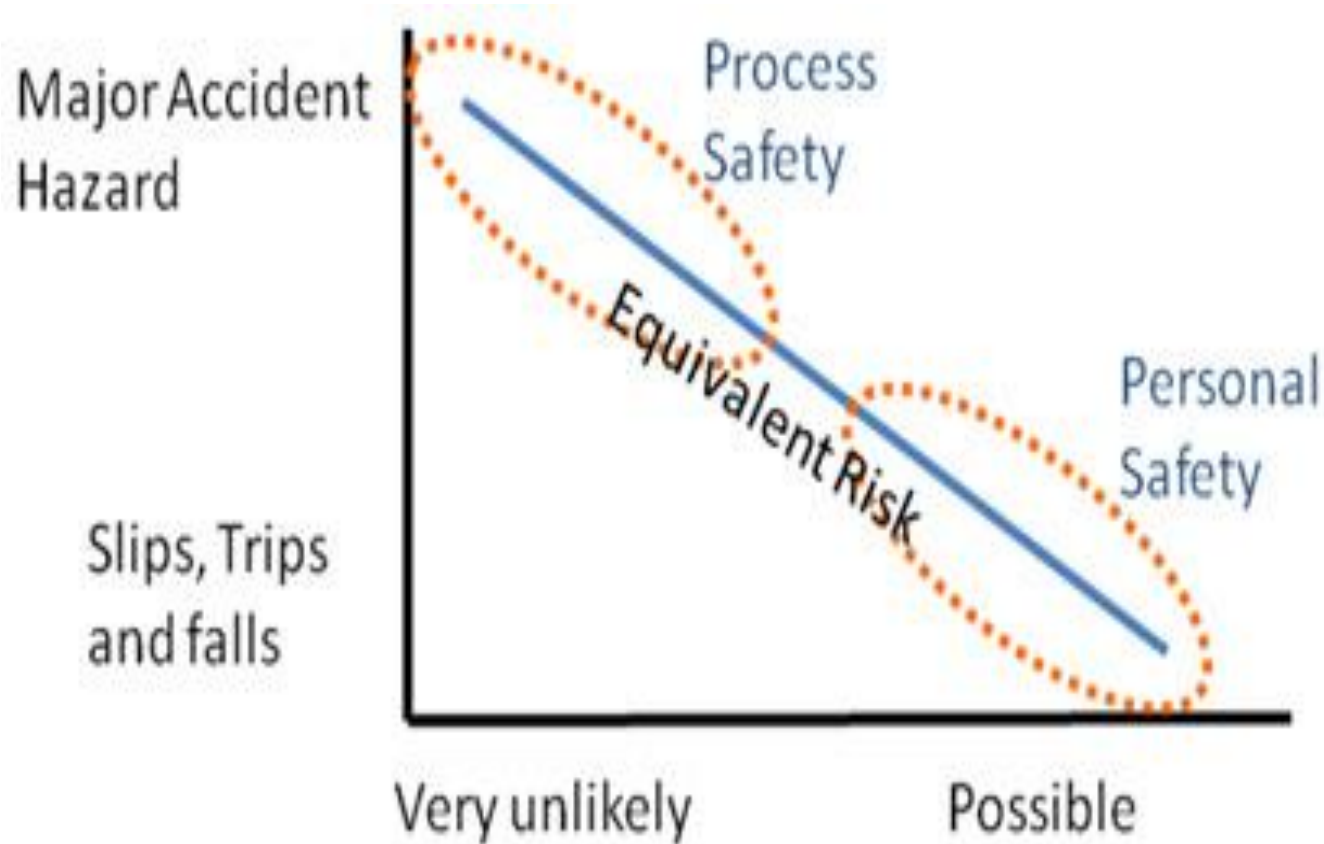 Major Accident
Hazard
Process
Safety
Equivalent Risk
Personal
Safety
Slips, Trips
and falls
Very unlikely
Possible